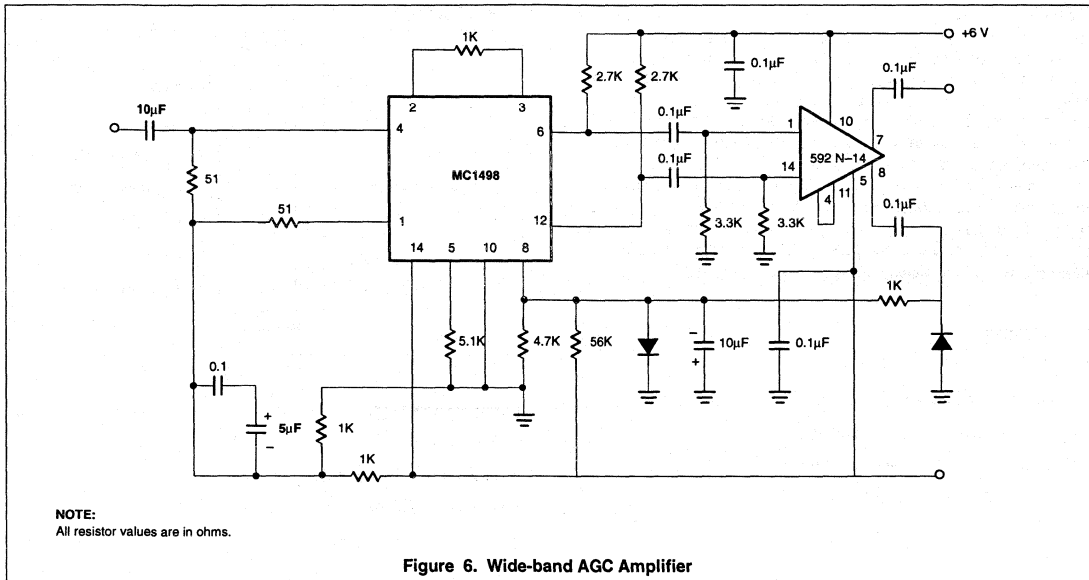 1K
+6 V
2.7K
2.7K
0.1µF
0.1µF
10µF
2
3
4
6
0.1µF
1
10
7
592 N–14
MC1498
0.1µF
14
5
8
4
11
51
51
1
12
0.1µF
3.3K
3.3K
14
5
10
8
1K
5.1K
4.7K
56K
–
10µF
+
0.1µF
0.1
+
5µF
–
1K
1K
NOTE:
All resistor values are in ohms.
Figure 6. Wide-band AGC Amplifier